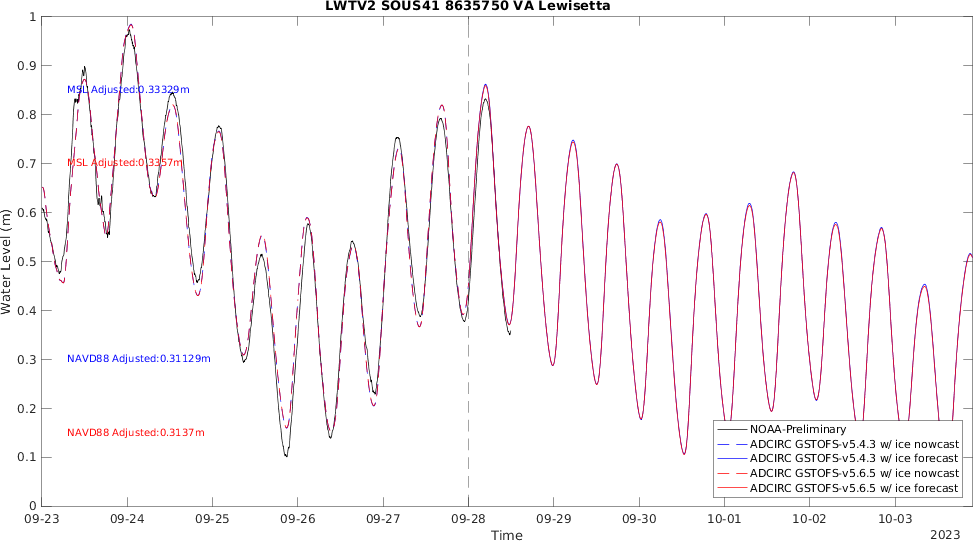 LWTV2 SOUS41 8635750 VA Lewisetta
1
0.9
0.8
0.7
0.6
0.5
0.4
0.3
0.2
0.1
0
Water Level (m)
MSL Adjusted:0.33329m
MSL Adjusted:0.3357m
NAVD88 Adjusted:0.31129m
NAVD88 Adjusted:0.3137m
NOAA-Preliminary
ADCIRC GSTOFS-v5.4.3 w/ ice nowcast
ADCIRC GSTOFS-v5.4.3 w/ ice forecast
ADCIRC GSTOFS-v5.6.5 w/ ice nowcast
ADCIRC GSTOFS-v5.6.5 w/ ice forecast
09-23 09-24 09-25 09-26 09-27 09-28 09-29 09-30 10-01 10-02 10-03
Time
2023